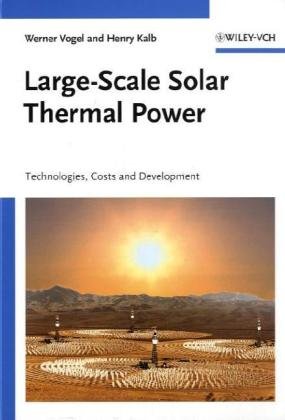 Werner Vogel and Henry Kalb
WILEY-VCH
Large-Scale Solar
Thermal Power
Technologies, Costs and Development